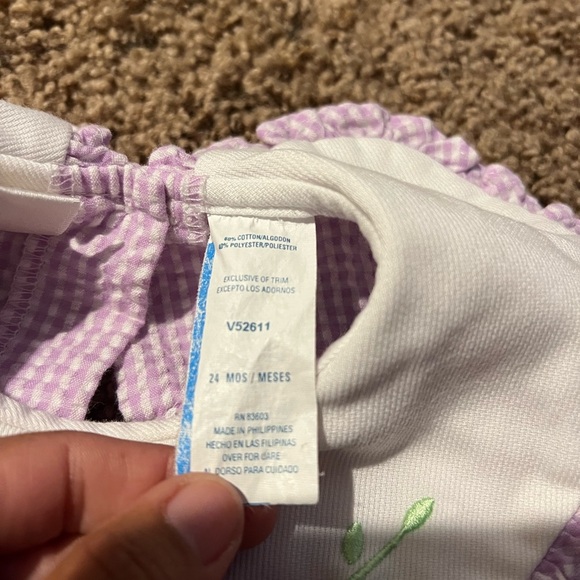 COTTON/ALGODON
POLYESTER/POLIÉSTER
EXCLUSIVE OF TRIM
EXCEPTO LOS ADORNOS
V52611
24 MOS / MESES
RN 83603
MADE IN PHILIPPINES
HECHO EN LAS FILIPINAS
OVER FOR CARE
AL DORSO PARA CUIDADO